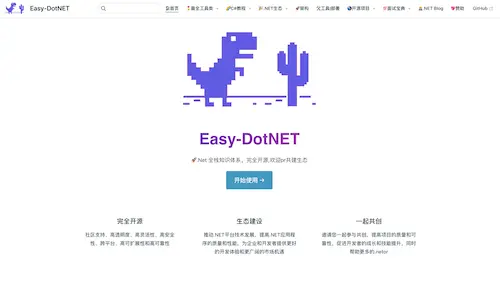 Easy-DotNET
首页
最全工具类
C#教程
.NET生态
架构
工具/部署
开源项目
面试宝典
.NET Blog
赞助
GitHub
Easy-DotNET
🚀.Net 全栈知识体系，完全开源,欢迎pr共建生态
开始使用 →
完全开源
生态建设
一起共创
社区支持、高透明度、高灵活性、高安全
性、跨平台、高可扩展性和高可靠性
推动.NET平台技术发展，提高.NET应用程
序的质量和性能，为企业和开发者提供更好
的开发体验和更广阔的市场机遇
邀请您一起参与共创，提高项目的质量和可
靠性，促进开发者的成长和技能提升，同时
帮助更多的.neter